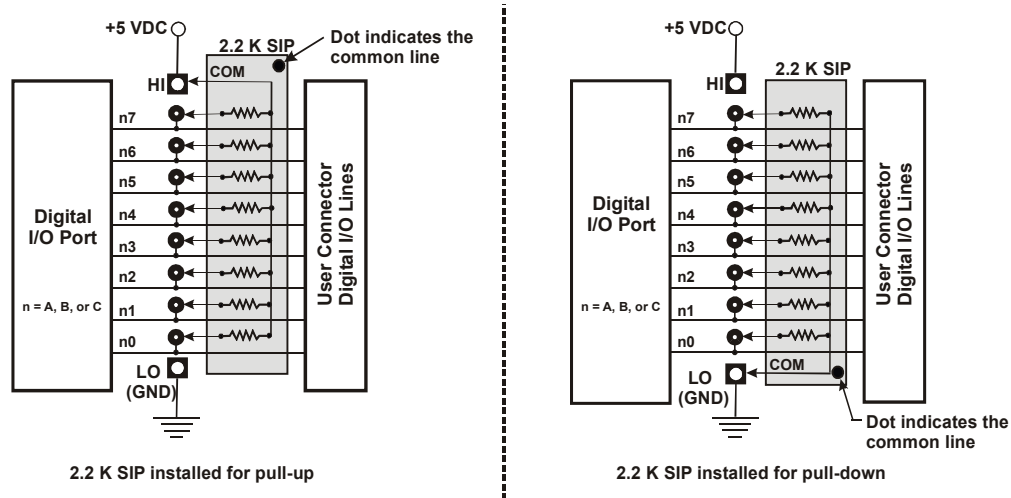 +5 VDC
2.2 K SIP
Dot indicates the
common line
COM
HI
n7
n6
n5
n4
n3
n2
n1
n0
Digital
I/O Port
n = A, B, or C
User Connector
Digital I/O Lines
LO
(GND)
2.2 K SIP installed for pull-up
+5 VDC
2.2 K SIP
HI
n7
n6
n5
n4
n3
n2
n1
n0
Digital
I/O Port
n = A, B, or C
User Connector
Digital I/O Lines
COM
LO
(GND)
Dot indicates the
common line
2.2 K SIP installed for pull-down